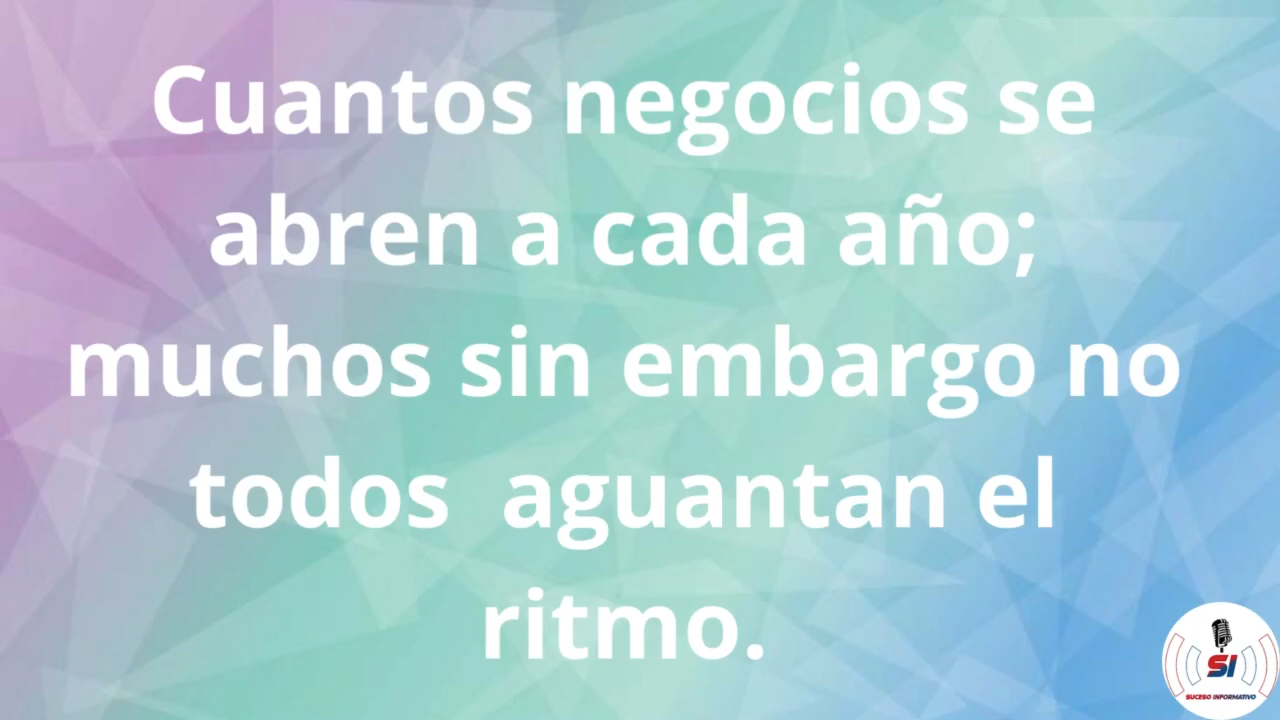 Cuantos negocios se
abren a cada año;
muchos sin embargo no
todos  aguantan el
ritmo.
SI
SUCESO INFORMATIVO